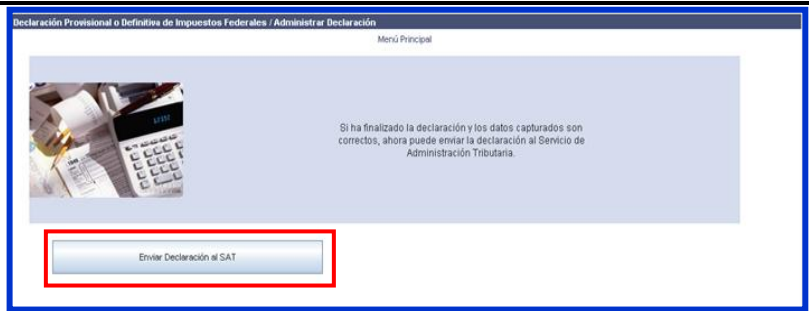 Declaración Provisional o Definitiva de Impuestos Federales / Administrar Declaración
Menú Principal
Si ha finalizado la declaración y los datos capturados son
correctos, ahora puede enviar la declaración al Servicio de
Administración Tributaria.
Enviar Declaración al SAT